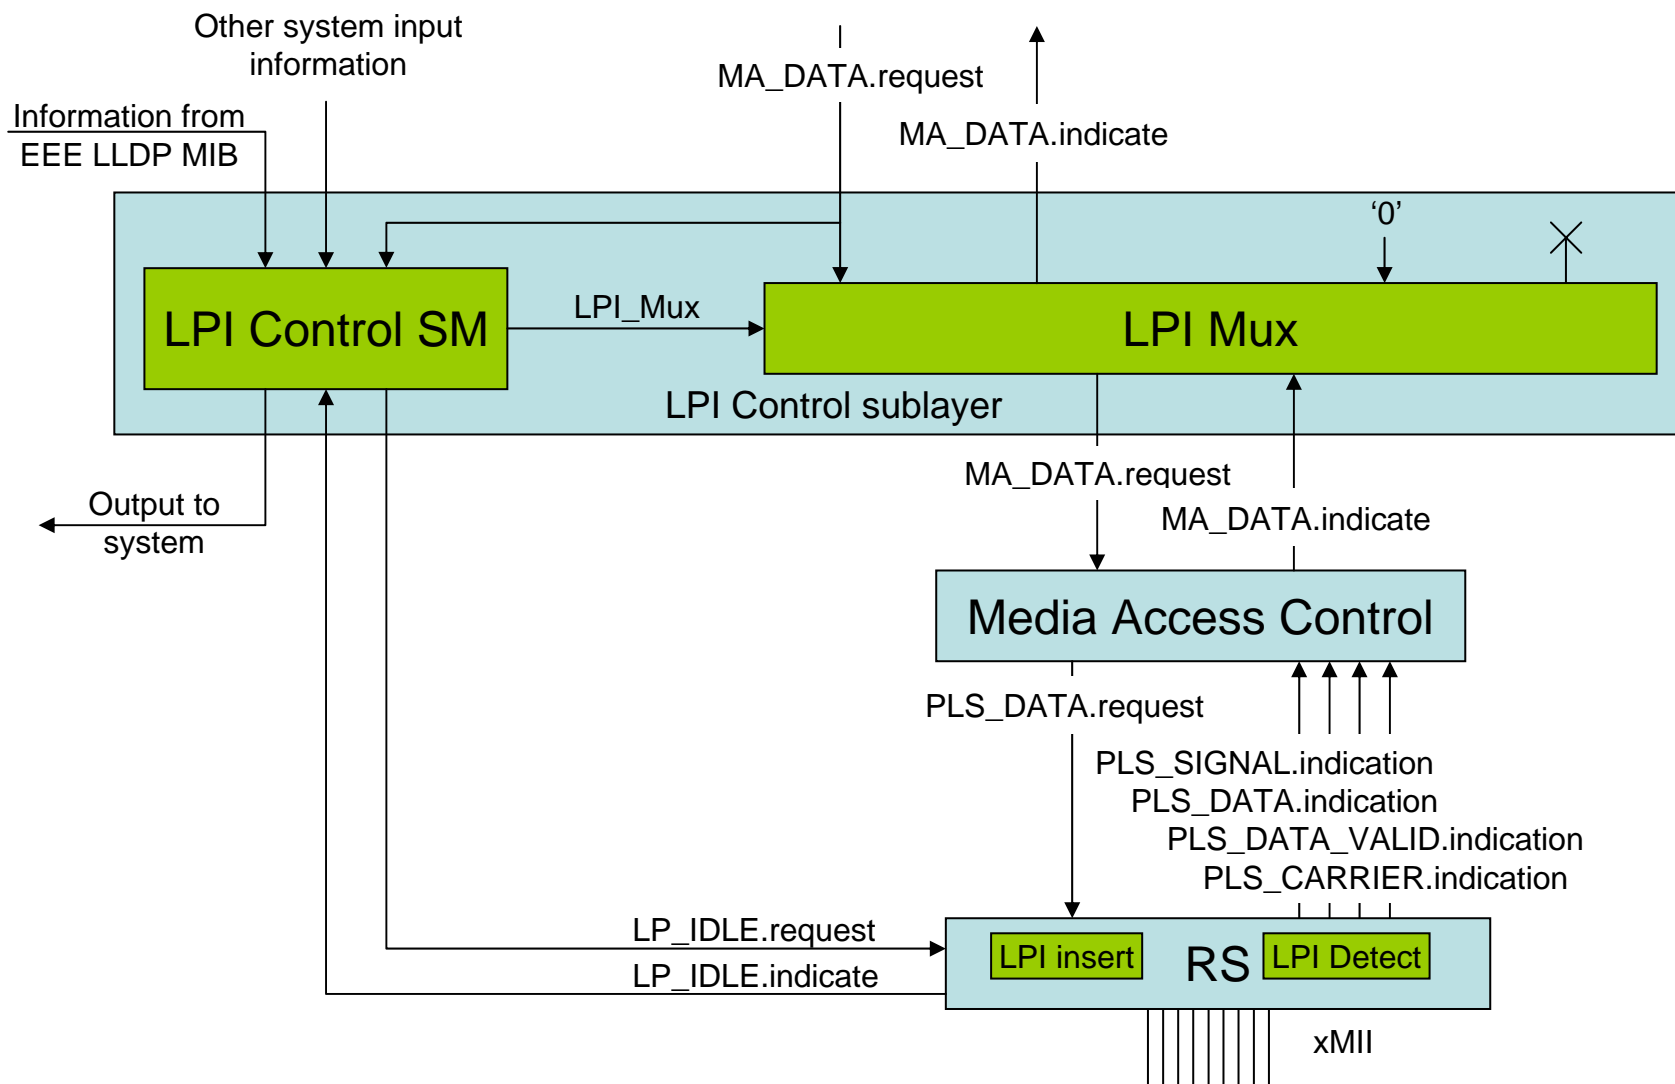 Other system input
information
MA_DATA.request
Information from
EEE LLDP MIB
MA_DATA.indicate
‘0’
LPI Control SM
LPI_Mux
LPI Mux
LPI Control sublayer
MA_DATA.request
Output to
system
MA_DATA.indicate
Media Access Control
PLS_DATA.request
PLS_SIGNAL.indication
PLS_DATA.indication
PLS_DATA_VALID.indication
PLS_CARRIER.indication
LP_IDLE.request
LP_IDLE.indicate
LPI insert
RS
LPI Detect
xMII